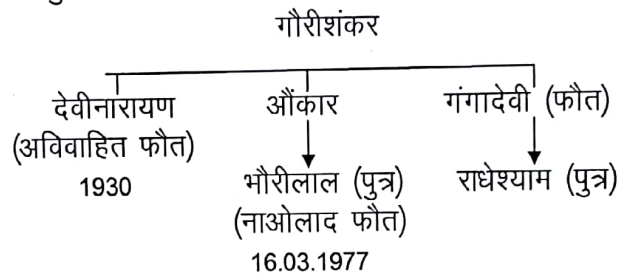 गौरीशंकर
देवीनारायण औंकार गंगादेवी (फौत)
(अविवाहित फौत)
1930 भौरीलाल (पुत्र) राधेश्याम (पुत्र)
(नाओलाद फौत)
16.03.1977